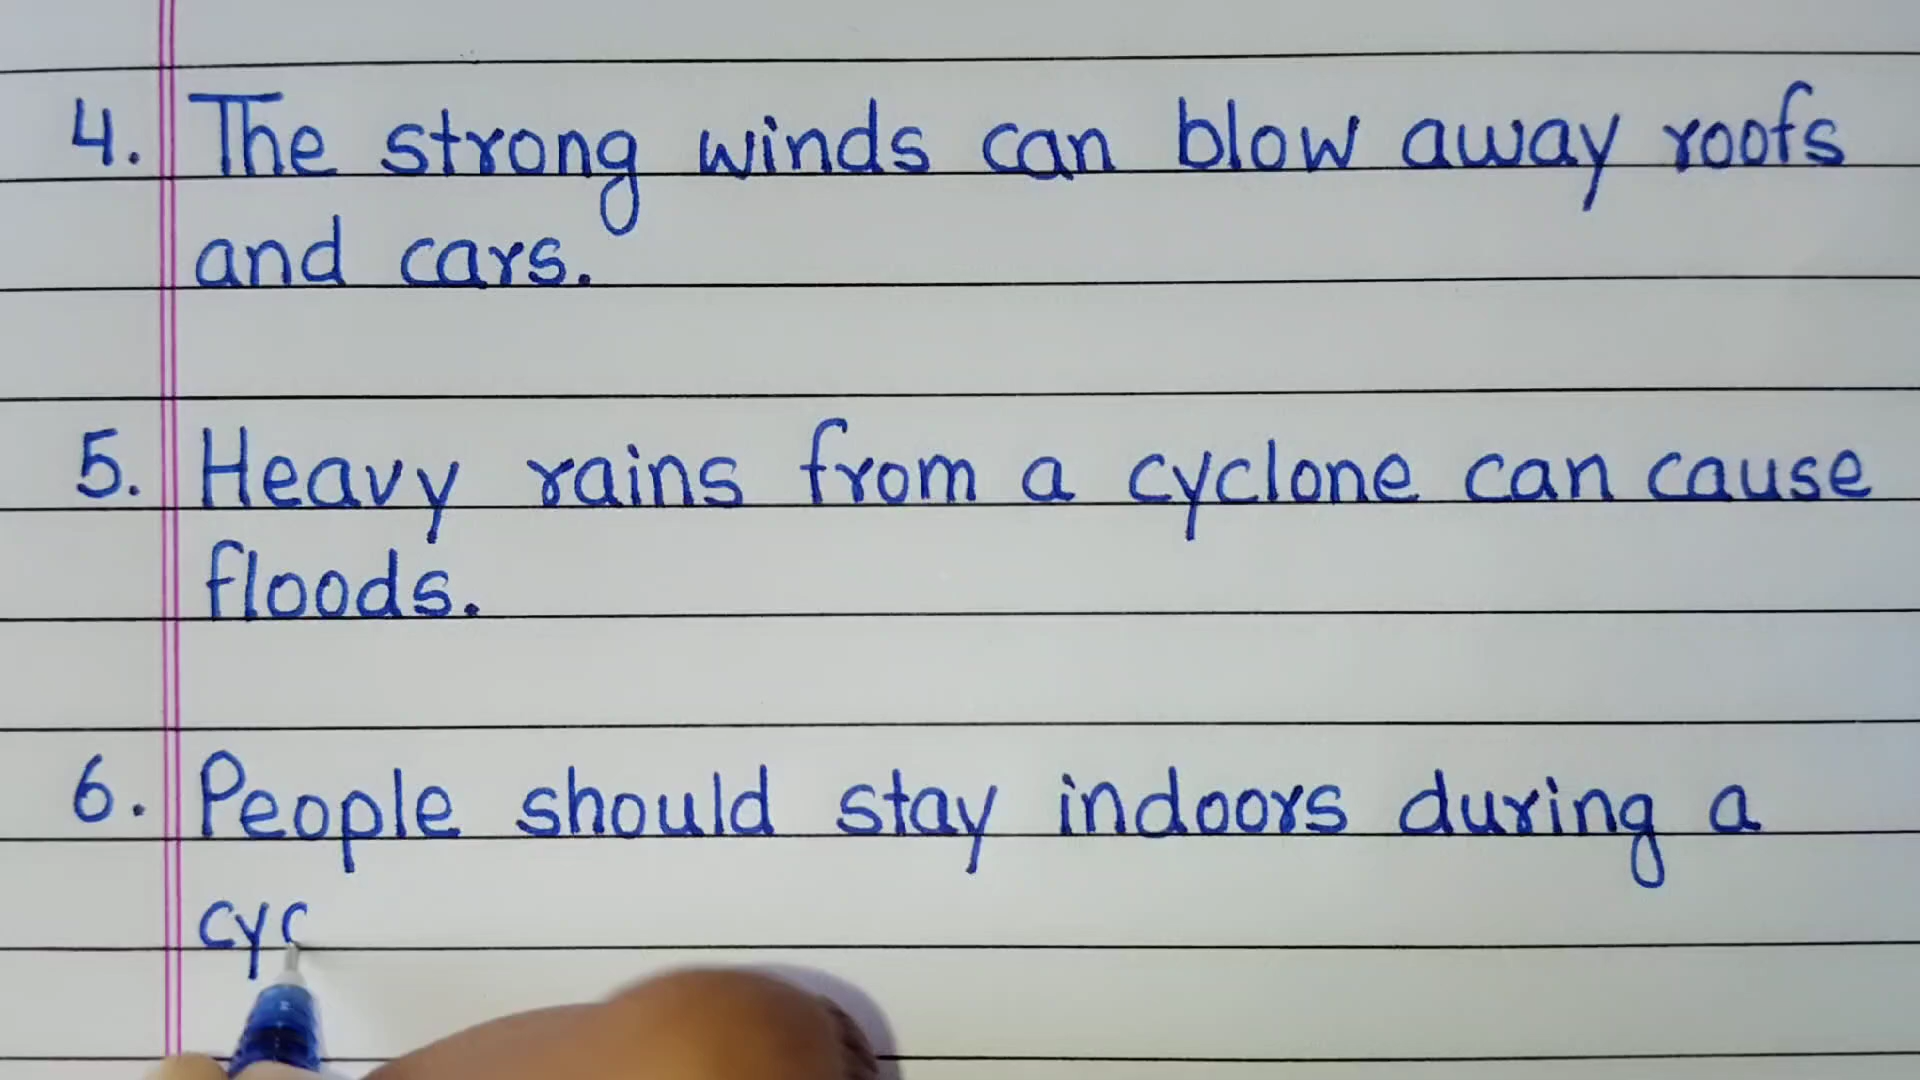 4. The strong winds can blow away roofs
and cars.
5. Heavy rains from a cyclone can cause
floods.
6. People should stay indoors during a
cyc